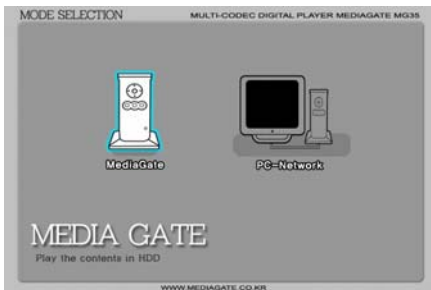 MODE SELECTION
MULTI-CODEC DIGITAL PLAYER MEDIAGATE MG35
MediaGate
PC-Network
MEDIA GATE
Play the contents in HDD
WWW.MEDIAGATE.CO.KR